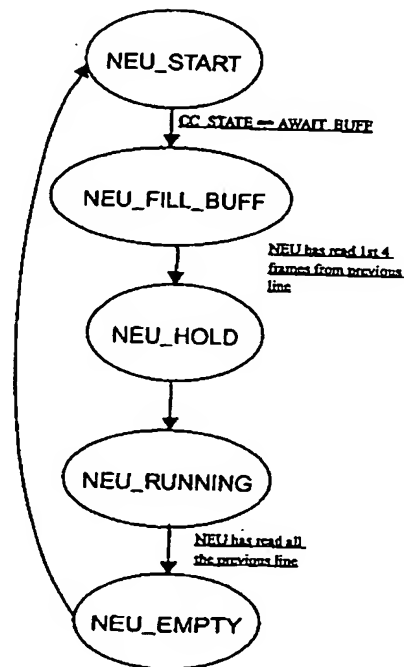 NEU_START
CC_STATE == AWAIT_BUFF
NEU_FILL_BUFF
NEU has read 1st 4
frames from previous
line
NEU_HOLD
NEU_RUNNING
NEU has read all
the previous line
NEU_EMPTY